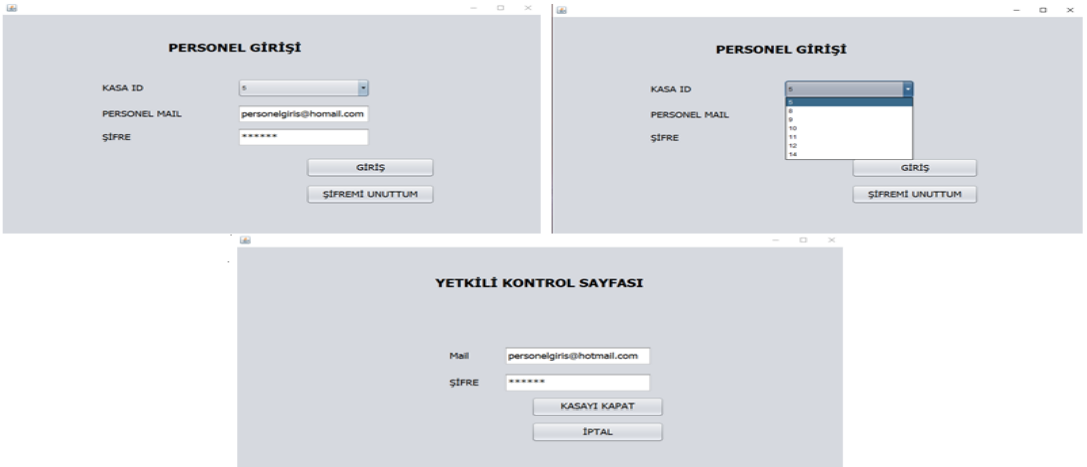 PERSONEL GİRİŞİ
KASA ID
5
PERSONEL MAIL
personelgiris@homail.com
ŞİFRE
******
GİRİŞ
ŞİFREMİ UNUTTUM
PERSONEL GİRİŞİ
KASA ID
5
5
8
9
10
11
12
14
PERSONEL MAIL
ŞİFRE
GİRİŞ
ŞİFREMİ UNUTTUM
YETKİLİ KONTROL SAYFASI
Mail
personelgiris@hotmail.com
ŞİFRE
******
KASAYI KAPAT
İPTAL